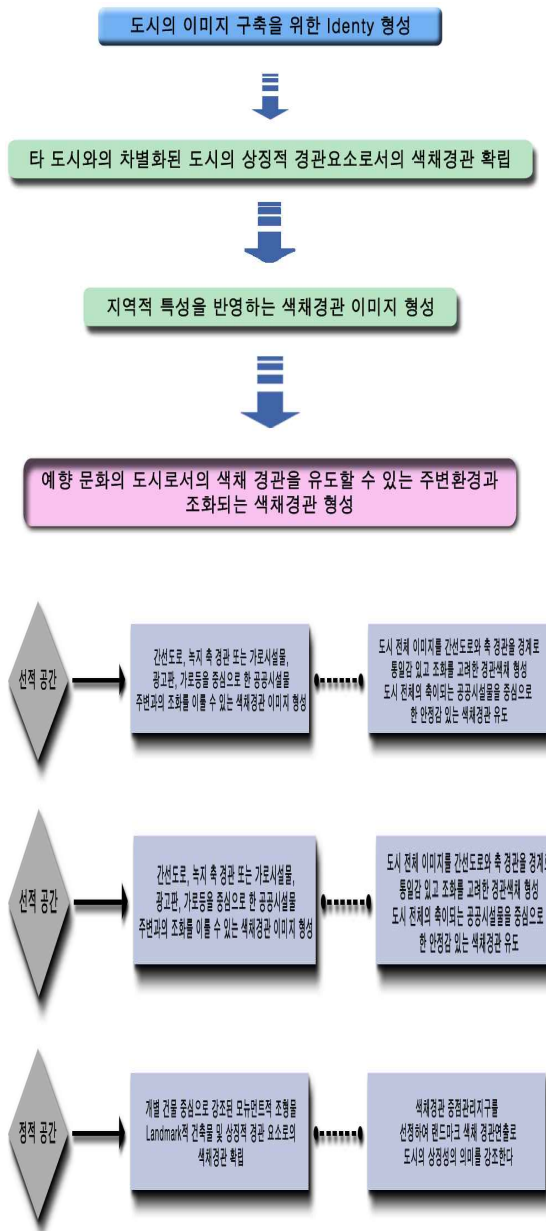 도시의 이미지 구축을 위한 Identy 형성
타 도시와의 차별화된 도시의 상징적 경관요소로서의 색채경관 확립
지역적 특성을 반영하는 색채경관 이미지 형성
예향 문화의 도시로서의 색채 경관을 유도할 수 있는 주변환경과
조화되는 색채경관 형성
선적 공간
간선도로, 녹지 축 경관 또는 가로시설물,
광고판, 가로등을 중심으로 한 공공시설물
주변과의 조화를 이룰 수 있는 색채경관 이미지 형성
도시 전체 이미지를 간선도로와 축 경관을 경계로
통일감 있고 조화를 고려한 경관색채 형성
도시 전체의 축이되는 공공시설물을 중심으로
한 안정감 있는 색채경관 유도
선적 공간
간선도로, 녹지 축 경관 또는 가로시설물,
광고판, 가로등을 중심으로 한 공공시설물
주변과의 조화를 이룰 수 있는 색채경관 이미지 형성
도시 전체 이미지를 간선도로와 축 경관을 경계로
통일감 있고 조화를 고려한 경관색채 형성
도시 전체의 축이되는 공공시설물을 중심으로
한 안정감 있는 색채경관 유도
정적 공간
개별 건물 중심으로 강조된 모뉴먼트적 조형물
Landmark적 건축물 및 상징적 경관 요소로의
색채경관 확립
색채경관 중점관리지구를
선정하여 랜드마크 색채 경관연출로
도시의 상징성의 의미를 강조한다